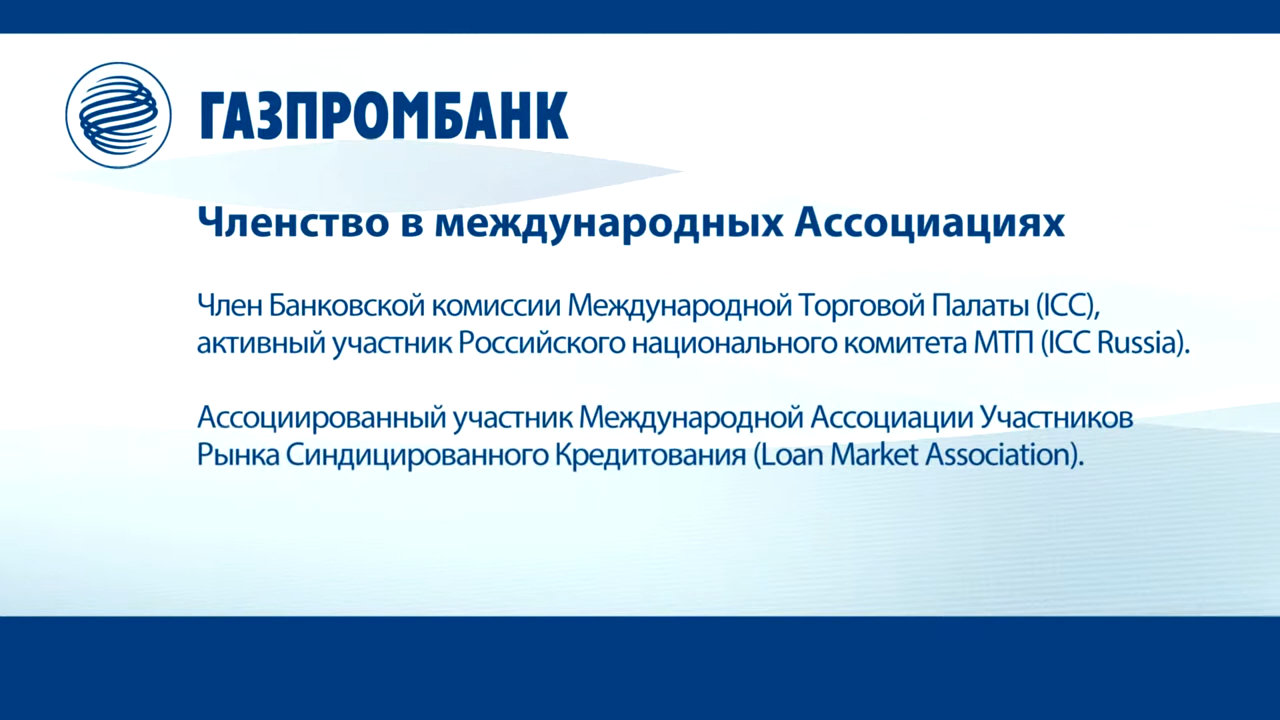 ГАЗПРОМБАНК
Членство в международных Ассоциациях
Член Банковской комиссии Международной Торговой Палаты (ICC),
активный участник Российского национального комитета МТП (ICC Russia).
Ассоциированный участник Международной Ассоциации Участников
Рынка Синдицированного Кредитования (Loan Market Association).